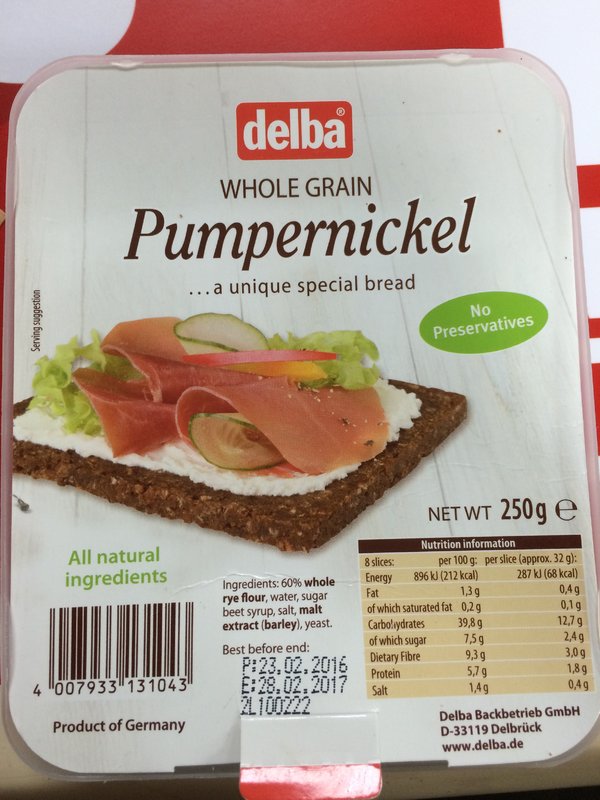 delba®
WHOLE GRAIN
Pumpernickel
...a unique special bread
Serving suggestion
No
Preservatives
NET WT 250g ℮
All natural
ingredients
Ingredients: 60% whole
rye flour, water, sugar
beet syrup, salt, malt
extract (barley), yeast.
Best before end:
P:23.02.2016
E:28.02.2017
2L100222
Nutrition information
8 slices: per 100 g: per slice (approx. 32 g):
Energy 896 kJ (212 kcal) 287 kJ (68 kcal)
Fat 1,3 g 0,4 g
of which saturated fat 0,2 g 0,1 g
Carbohydrates 39,8 g 12,7 g
of which sugar 7,5 g 2,4 g
Dietary Fibre 9,3 g 3,0 g
Protein 5,7 g 1,8 g
Salt 1,4 g 0,4 g
4 007933 131043
Product of Germany
Delba Backbetrieb GmbH
D-33119 Delbrück
www.delba.de